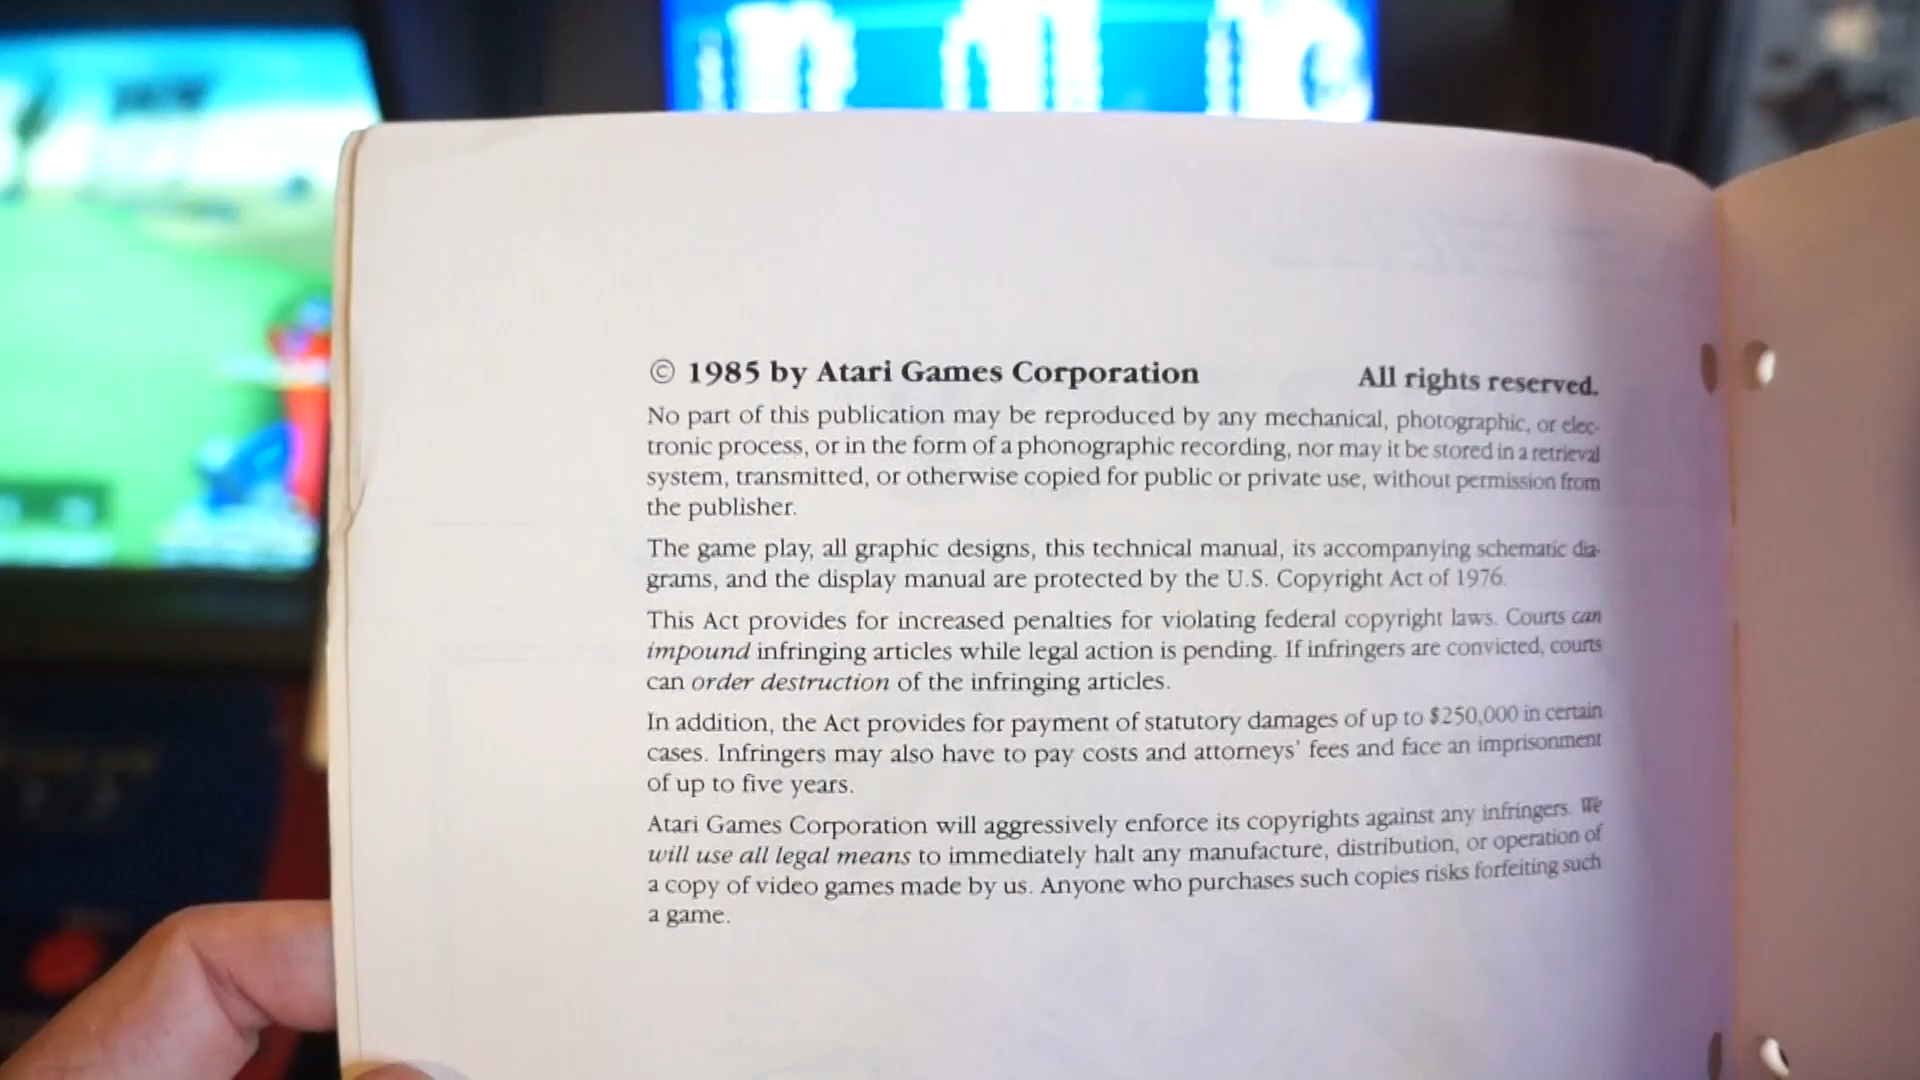 © 1985 by Atari Games Corporation All rights reserved.
No part of this publication may be reproduced by any mechanical, photographic, or elec-
tronic process, or in the form of a phonographic recording, nor may it be stored in a retrieval
system, transmitted, or otherwise copied for public or private use, without permission from
the publisher.
The game play, all graphic designs, this technical manual, its accompanying schematic dia-
grams, and the display manual are protected by the U.S. Copyright Act of 1976.
This Act provides for increased penalties for violating federal copyright laws. Courts can
impound infringing articles while legal action is pending. If infringers are convicted, courts
can order destruction of the infringing articles.
In addition, the Act provides for payment of statutory damages of up to $250,000 in certain
cases. Infringers may also have to pay costs and attorneys' fees and face an imprisonment
of up to five years.
Atari Games Corporation will aggressively enforce its copyrights against any infringers. We
will use all legal means to immediately halt any manufacture, distribution, or operation of
a copy of video games made by us. Anyone who purchases such copies risks forfeiting such
a game.